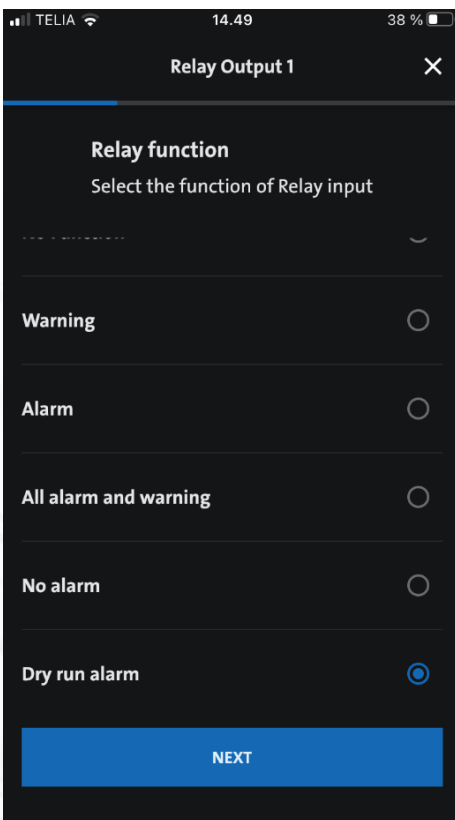 TELIA 14.49 38 %
Relay Output 1
Relay function
Select the function of Relay input
Warning
Alarm
All alarm and warning
No alarm
Dry run alarm
NEXT